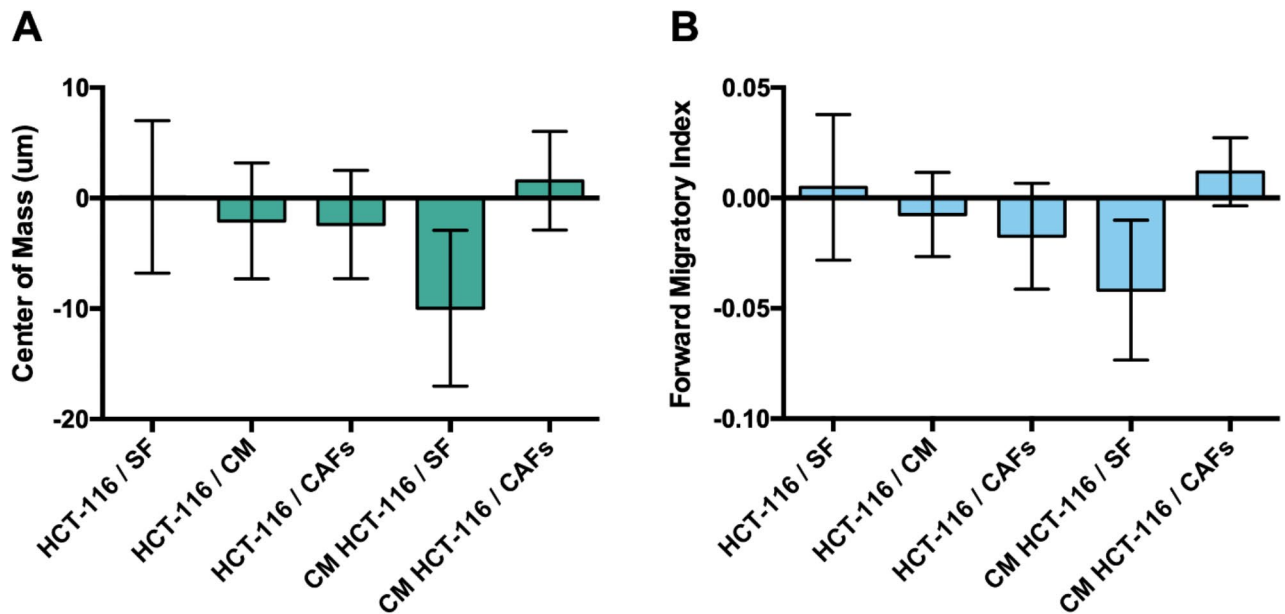 A
Center of Mass (um)
10
0
-10
-20
HCT-116 / SF
HCT-116 / CM
HCT-116 / CAFs
CM HCT-116 / SF
CM HCT-116 / CAFs
B
Forward Migratory Index
0.05
0.00
-0.05
-0.10
HCT-116 / SF
HCT-116 / CM
HCT-116 / CAFs
CM HCT-116 / SF
CM HCT-116 / CAFs